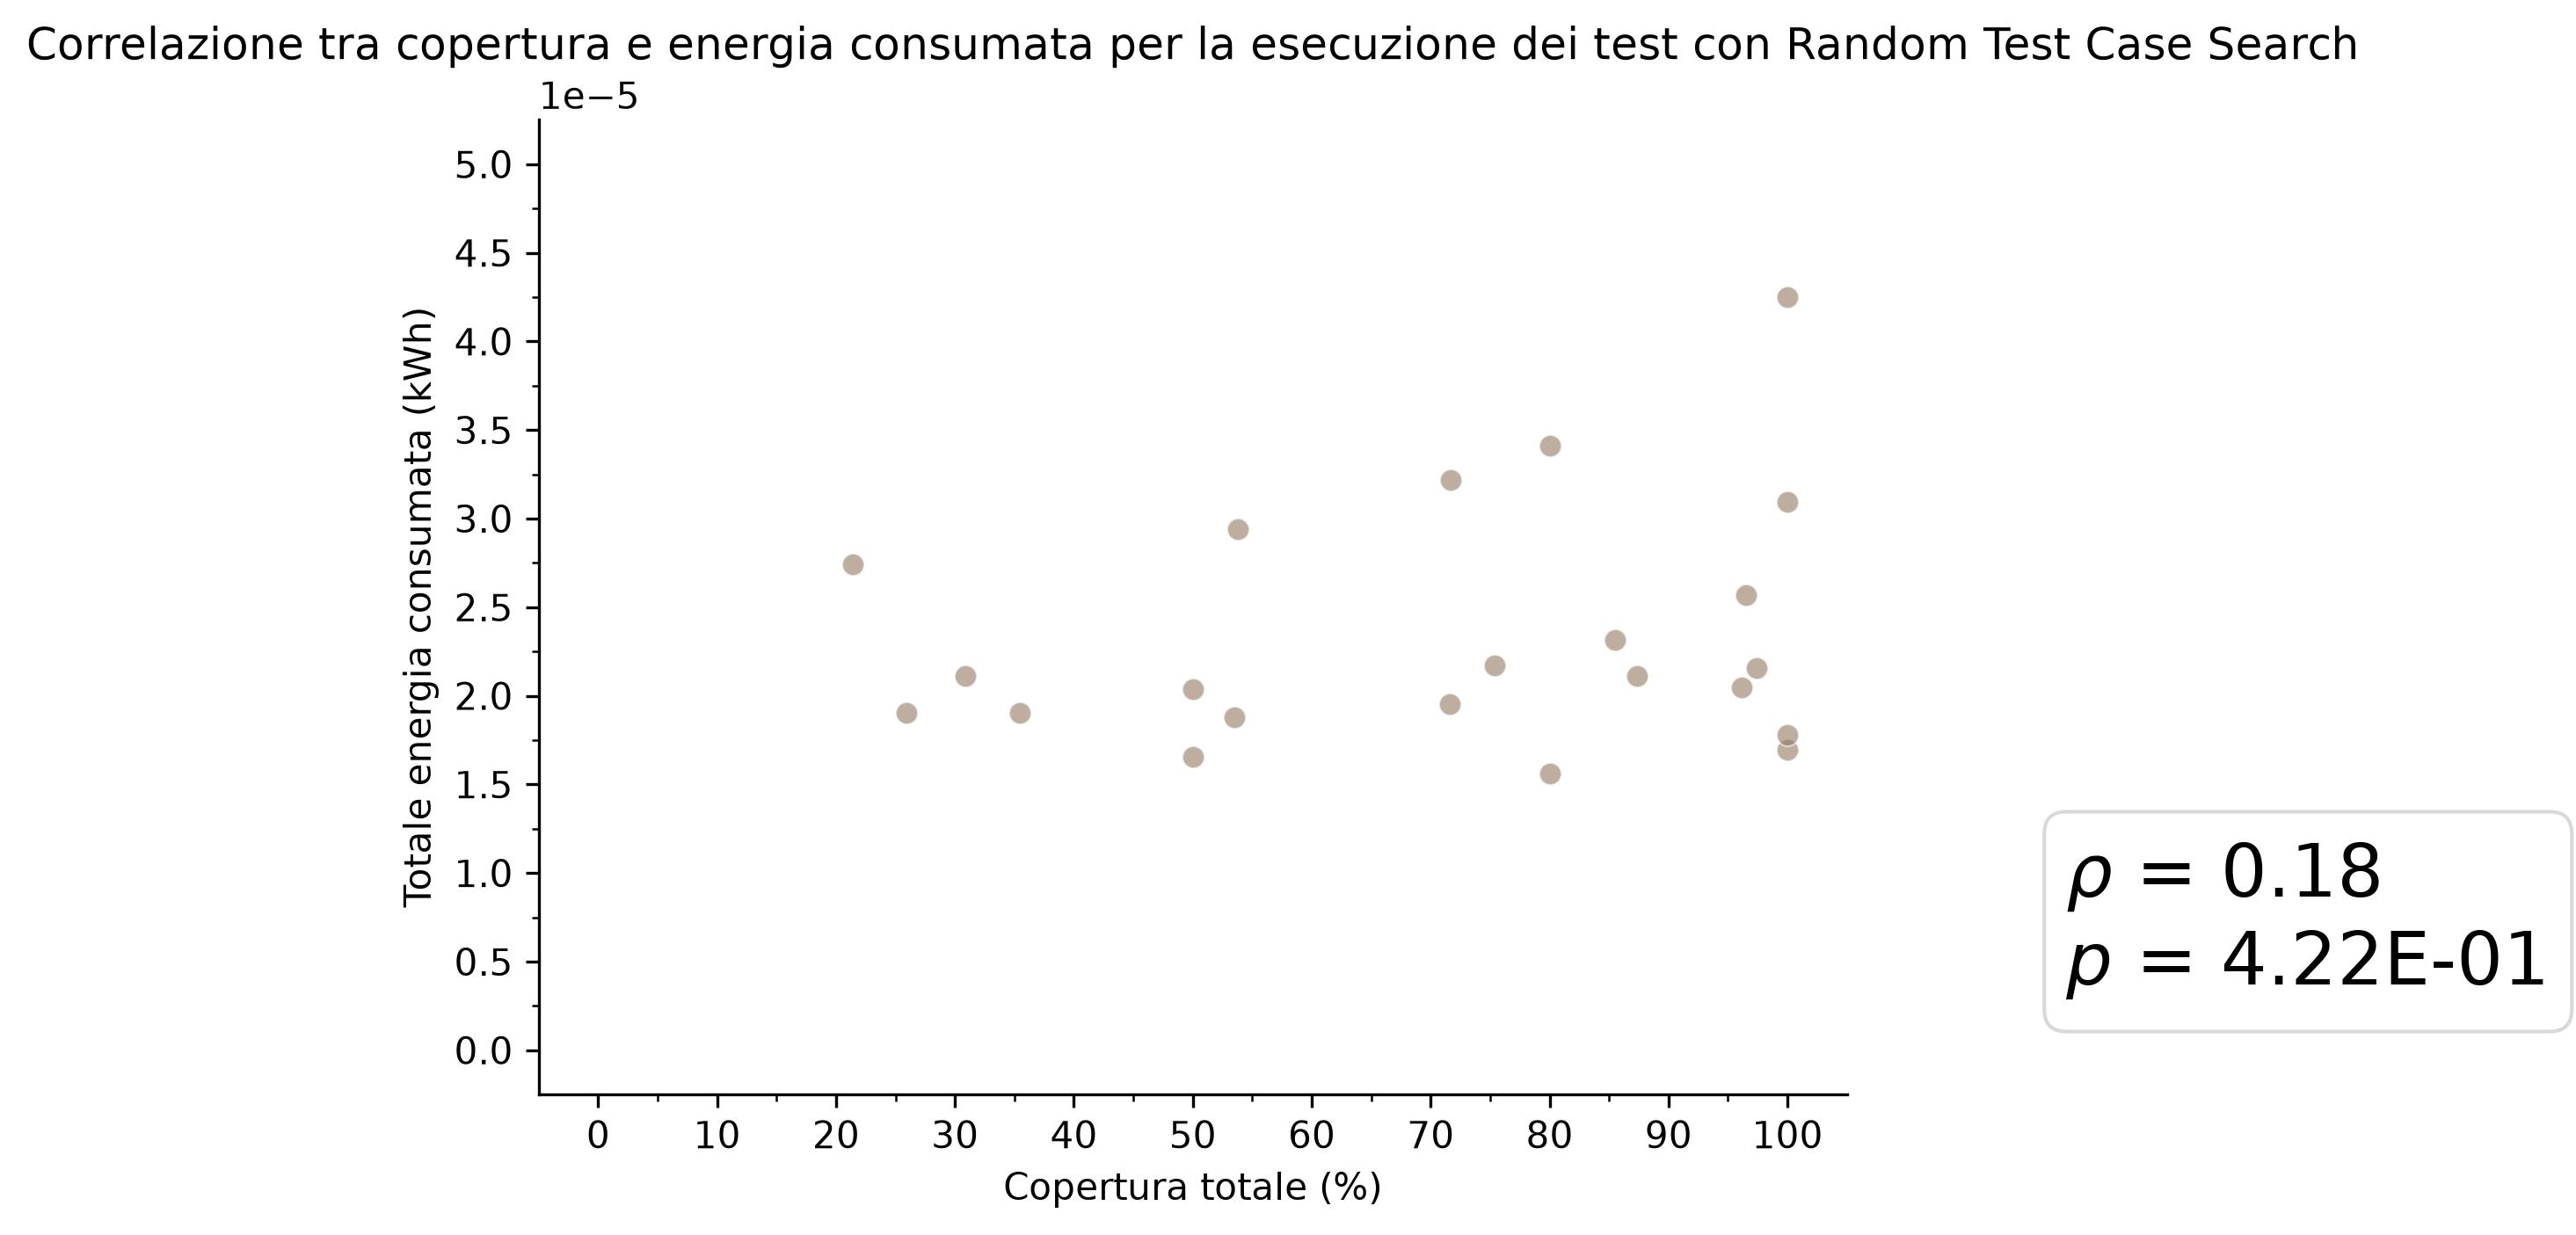 Correlazione tra copertura e energia consumata per la esecuzione dei test con Random Test Case Search
1e−5
5.0
4.5
4.0
3.5
3.0
2.5
2.0
1.5
1.0
0.5
0.0
Totale energia consumata (kWh)
0 10 20 30 40 50 60 70 80 90 100
Copertura totale (%)
ρ = 0.18
p = 4.22E-01